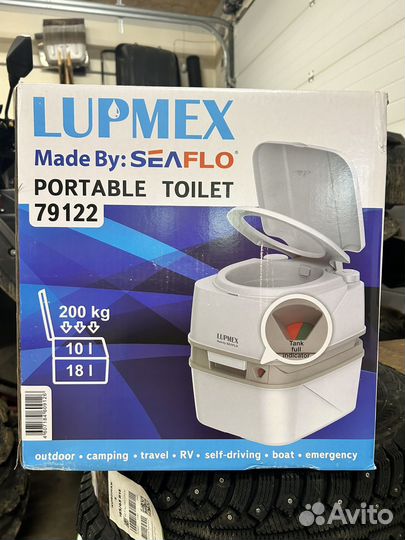 LUPMEX
Made By: SEAFLO®
PORTABLE TOILET
79122
200 kg
10 l
18 l
LUPMEX
Tank
full
indicator
outdoor • camping • travel • RV • self-driving • boat • emergency
Avito